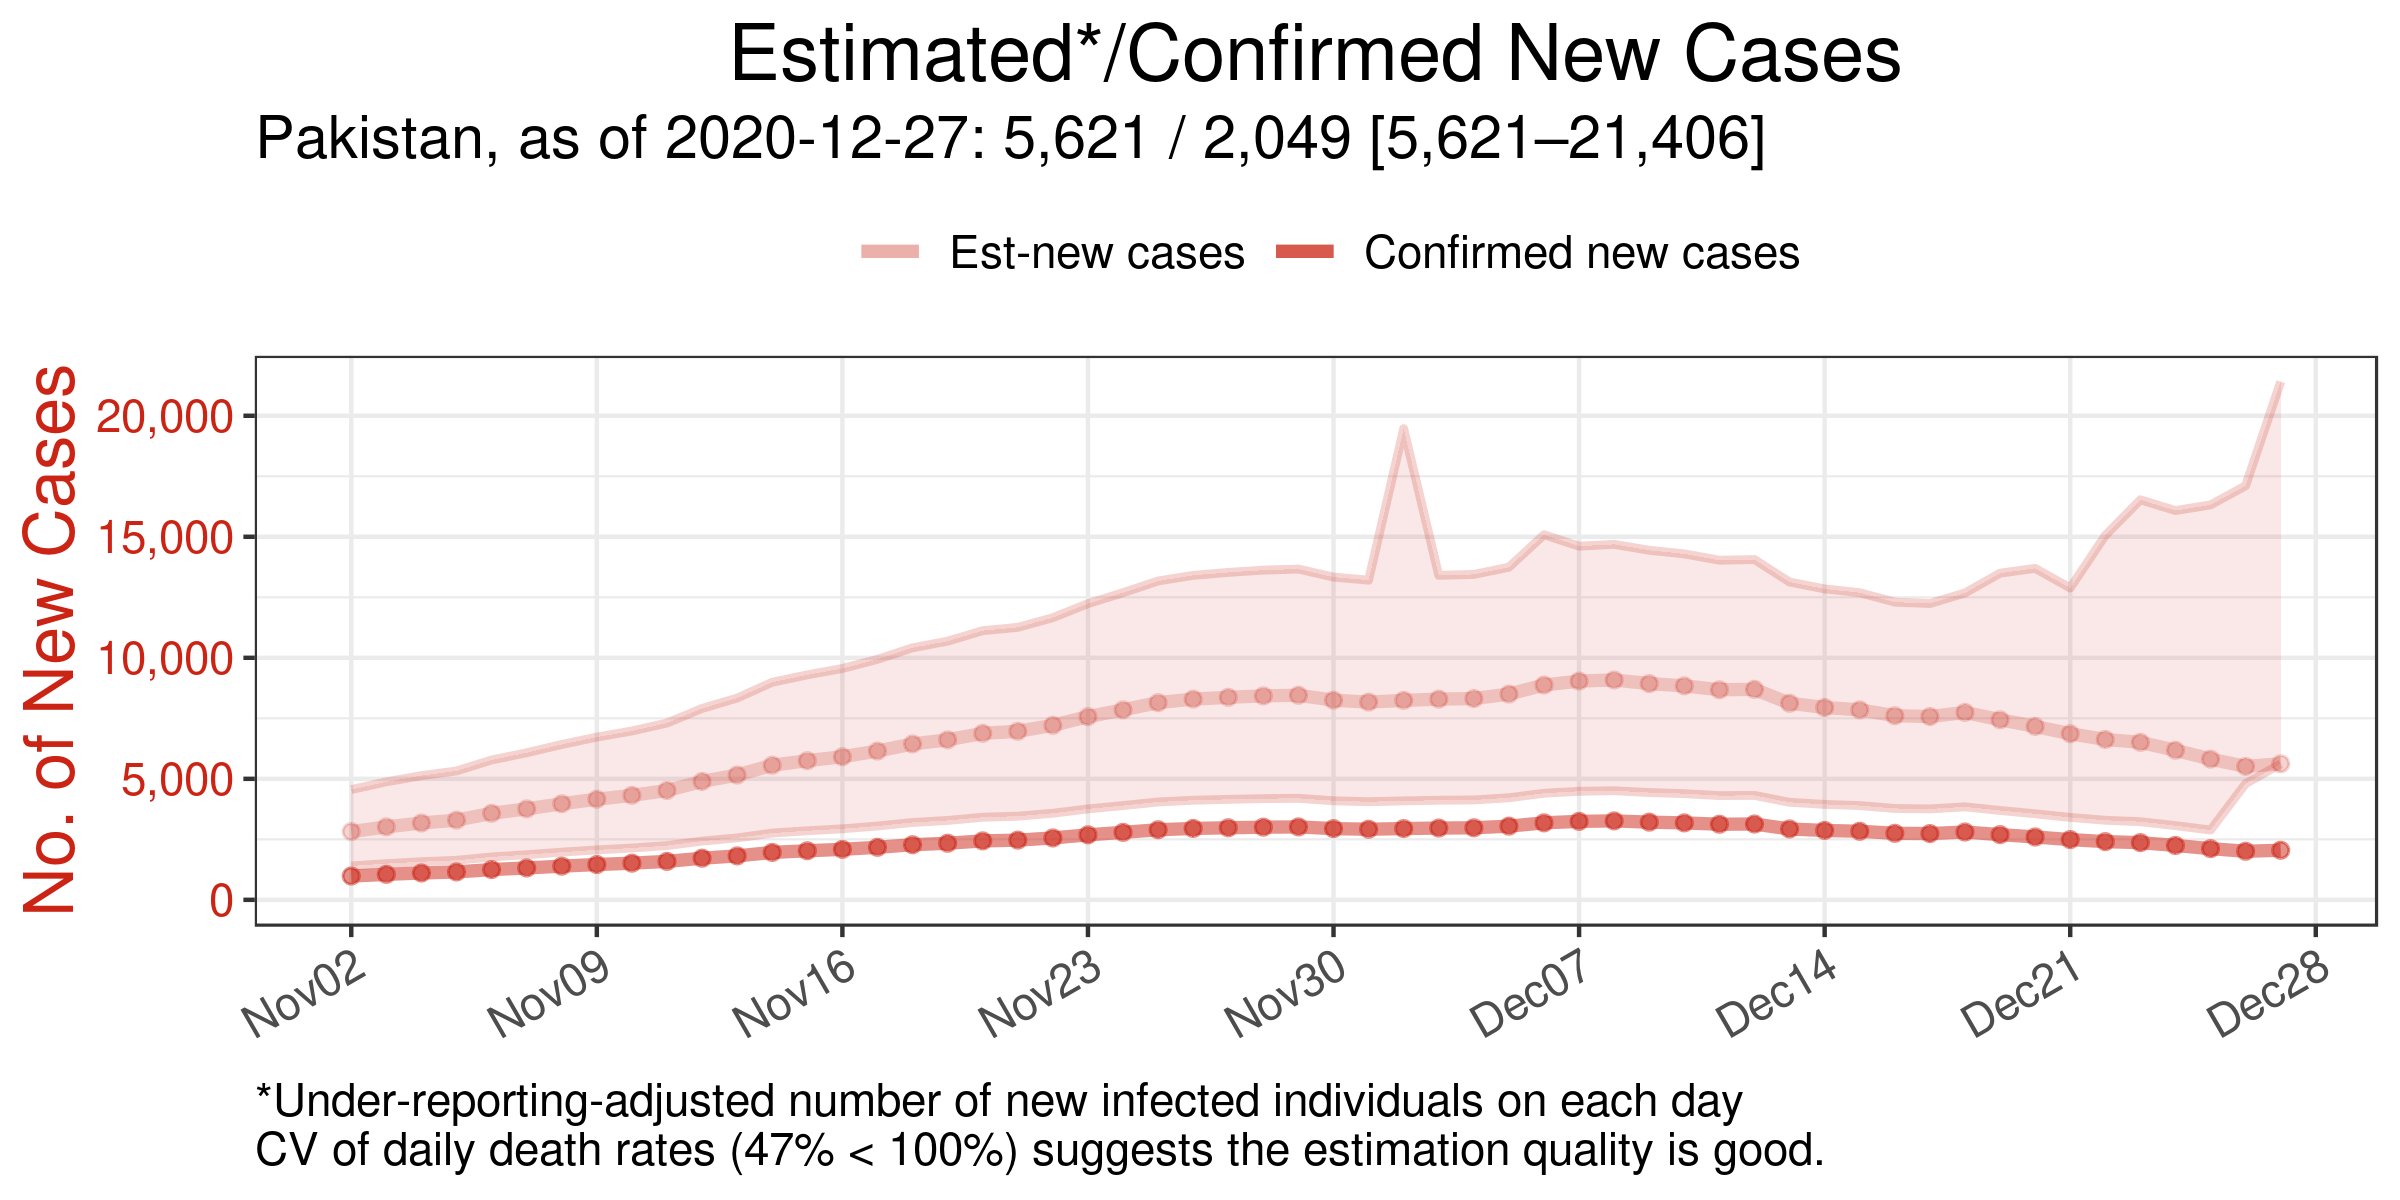 Estimated*/Confirmed New Cases
Pakistan, as of 2020-12-27: 5,621 / 2,049 [5,621–21,406]
Est-new cases Confirmed new cases
No. of New Cases
20,000
15,000
10,000
5,000
0
Nov02 Nov09 Nov16 Nov23 Nov30 Dec07 Dec14 Dec21 Dec28
*Under-reporting-adjusted number of new infected individuals on each day
CV of daily death rates (47% < 100%) suggests the estimation quality is good.